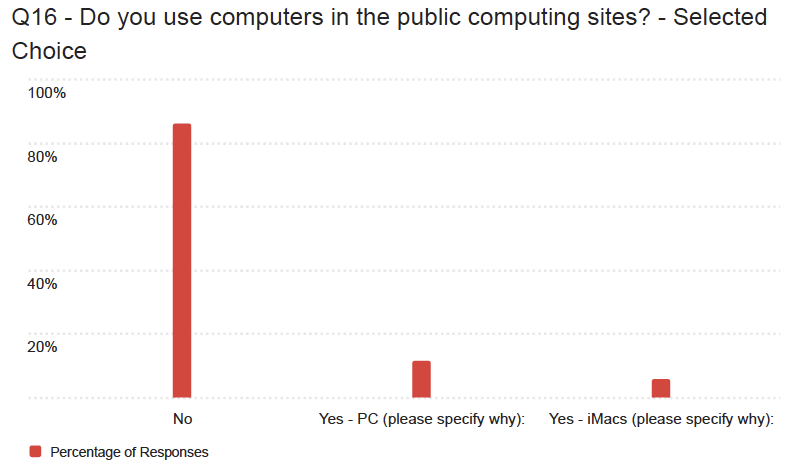 Q16 - Do you use computers in the public computing sites? - Selected
Choice
100%
80%
60%
40%
20%
No
Yes - PC (please specify why):
Yes - iMacs (please specify why):
Percentage of Responses